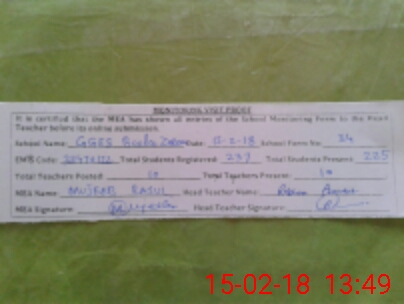 MONITORING VISIT PROOF
It is certified that the MEA has shown all entries of the School Monitoring Form to the Head
Teacher before its online submission.
School Name: GGES Date: 15-2-18 School Form No: 34
EMIS Code: Total Students Registered: 237 Total Students Present: 225
Total Teachers Posted: 10 Total Teachers Present: 10
MEA Name: MUJRAB RASUL Head Teacher Name:
MEA Signature: Head Teacher Signature:
15-02-18 13:49